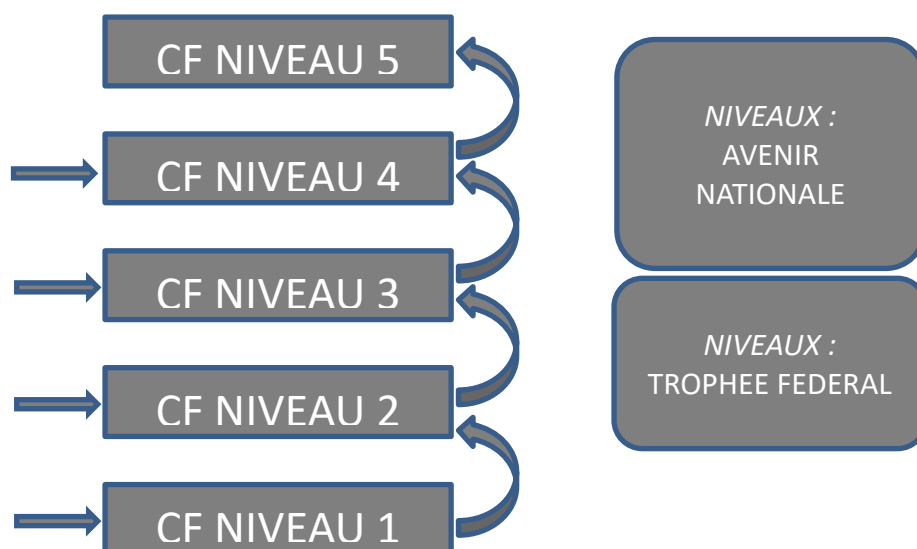 CF NIVEAU 5
CF NIVEAU 4
CF NIVEAU 3
CF NIVEAU 2
CF NIVEAU 1
NIVEAUX :
AVENIR
NATIONALE
NIVEAUX :
TROPHEE FEDERAL